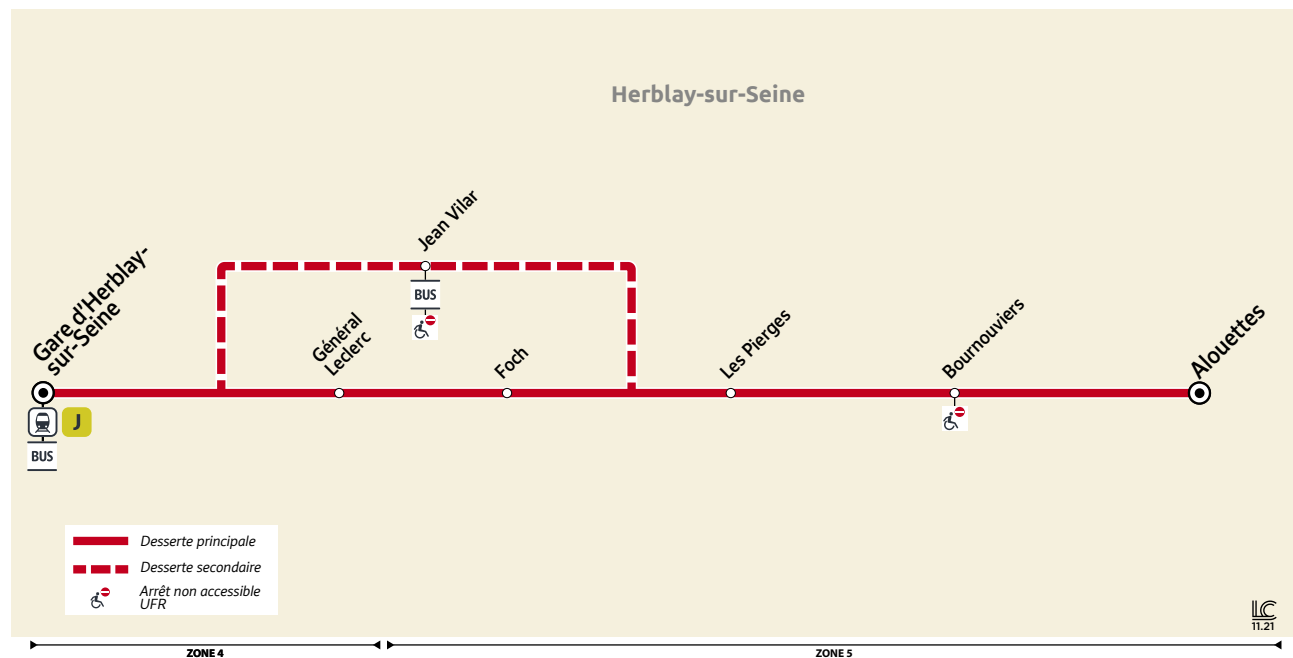 Herblay-sur-Seine
Jean Vilar
BUS
Gare d'Herblay-
sur-Seine
Général
Leclerc
Foch
Les Pierges
Bournouviers
Alouettes
J
BUS
Desserte principale
Desserte secondaire
Arrêt non accessible
UFR
LC
11.21
ZONE 4
ZONE 5